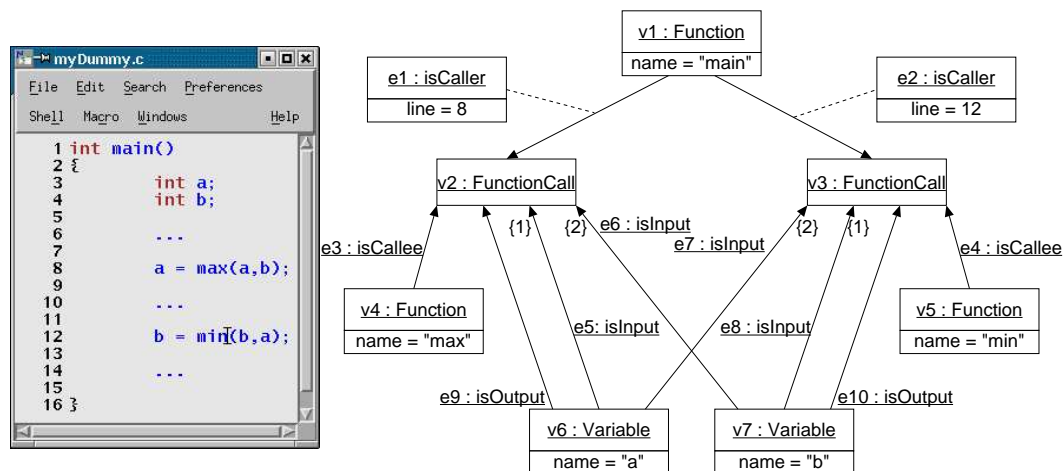 myDummy.c
File Edit Search Preferences
Shell Macro Windows Help
1 int main()
2 {
3 int a;
4 int b;
5
6 ...
7
8 a = max(a,b);
9
10 ...
11
12 b = min(b,a);
13
14 ...
15
16 }
v1 : Function
name = "main"
e1 : isCaller
line = 8
e2 : isCaller
line = 12
v2 : FunctionCall
v3 : FunctionCall
{1} {2} e6 : isInput
{2} {1}
e7 : isInput
e3 : isCallee
e4 : isCallee
v4 : Function
name = "max"
e5: isInput
e8 : isInput
v5 : Function
name = "min"
e9 : isOutput
e10 : isOutput
v6 : Variable
name = "a"
v7 : Variable
name = "b"